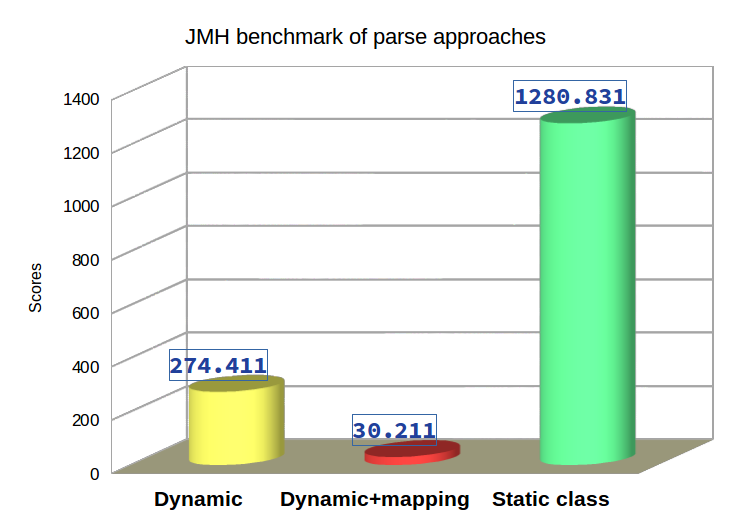 JMH benchmark of parse approaches
1280.831
1400
1200
1000
800
600
400
200
0
Scores
274.411
30.211
Dynamic
Dynamic+mapping
Static class